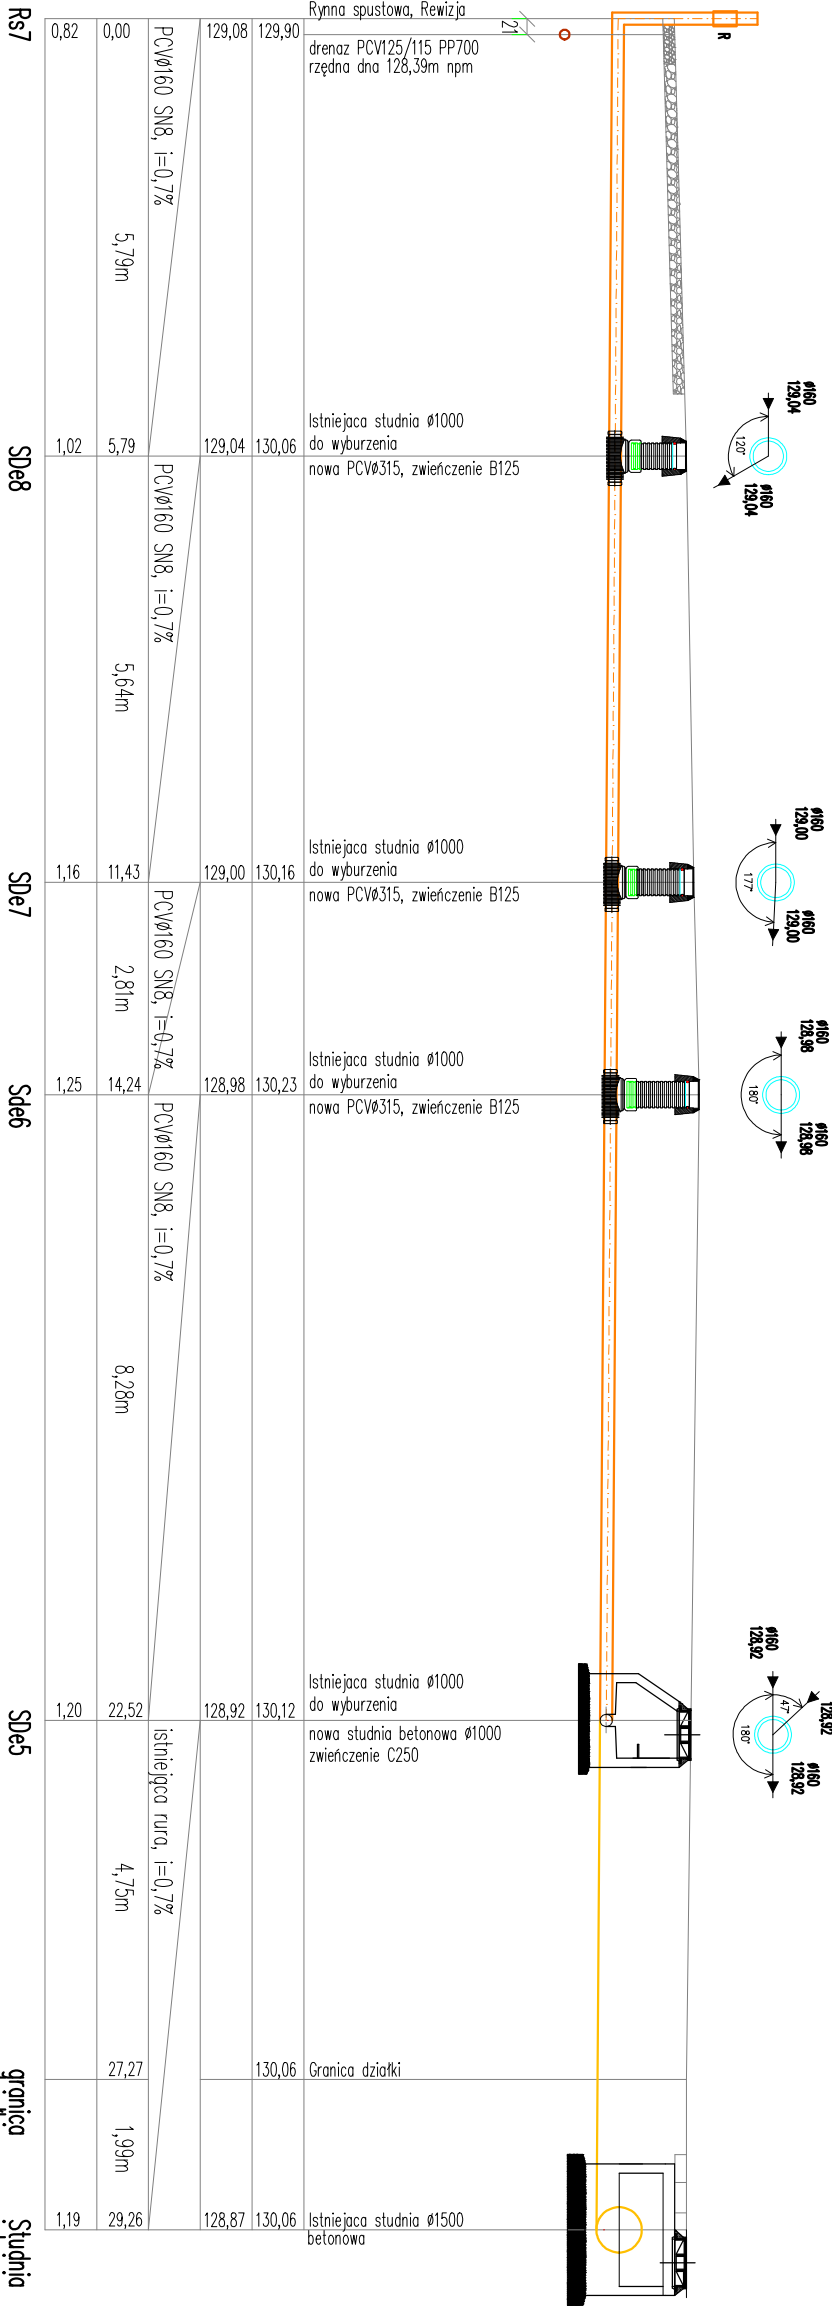 Rs7
0,82
0,00
PCVØ160 SN8, i=0,7%
5,79m
129,08
129,90
Rynna spustowa, Rewizja
drenaz PCV125/115 PP700
rzędna dna 128,39m npm
21
R
SDe8
1,02
5,79
PCVØ160 SN8, i=0,7%
5,64m
129,04
130,06
Istniejaca studnia Ø1000
do wyburzenia
nowa PCVØ315, zwieńczenie B125
Ø160
129,04
120°
Ø160
129,04
SDe7
1,16
11,43
PCVØ160 SN8, i=0,7%
2,81m
129,00
130,16
Istniejaca studnia Ø1000
do wyburzenia
nowa PCVØ315, zwieńczenie B125
Ø160
129,00
177°
Ø160
129,00
Sde6
1,25
14,24
PCVØ160 SN8, i=0,7%
8,28m
128,98
130,23
Istniejaca studnia Ø1000
do wyburzenia
nowa PCVØ315, zwieńczenie B125
Ø160
128,98
180°
Ø160
128,98
SDe5
1,20
22,52
istniejąca rura, i=0,7%
4,75m
128,92
130,12
Istniejaca studnia Ø1000
do wyburzenia
nowa studnia betonowa Ø1000
zwieńczenie C250
Ø160
128,92
47°
128,92
180°
Ø160
128,92
granica
27,27
1,99m
130,06
Granica działki
Studnia
1,19
29,26
128,87
130,06
Istniejaca studnia Ø1500
betonowa